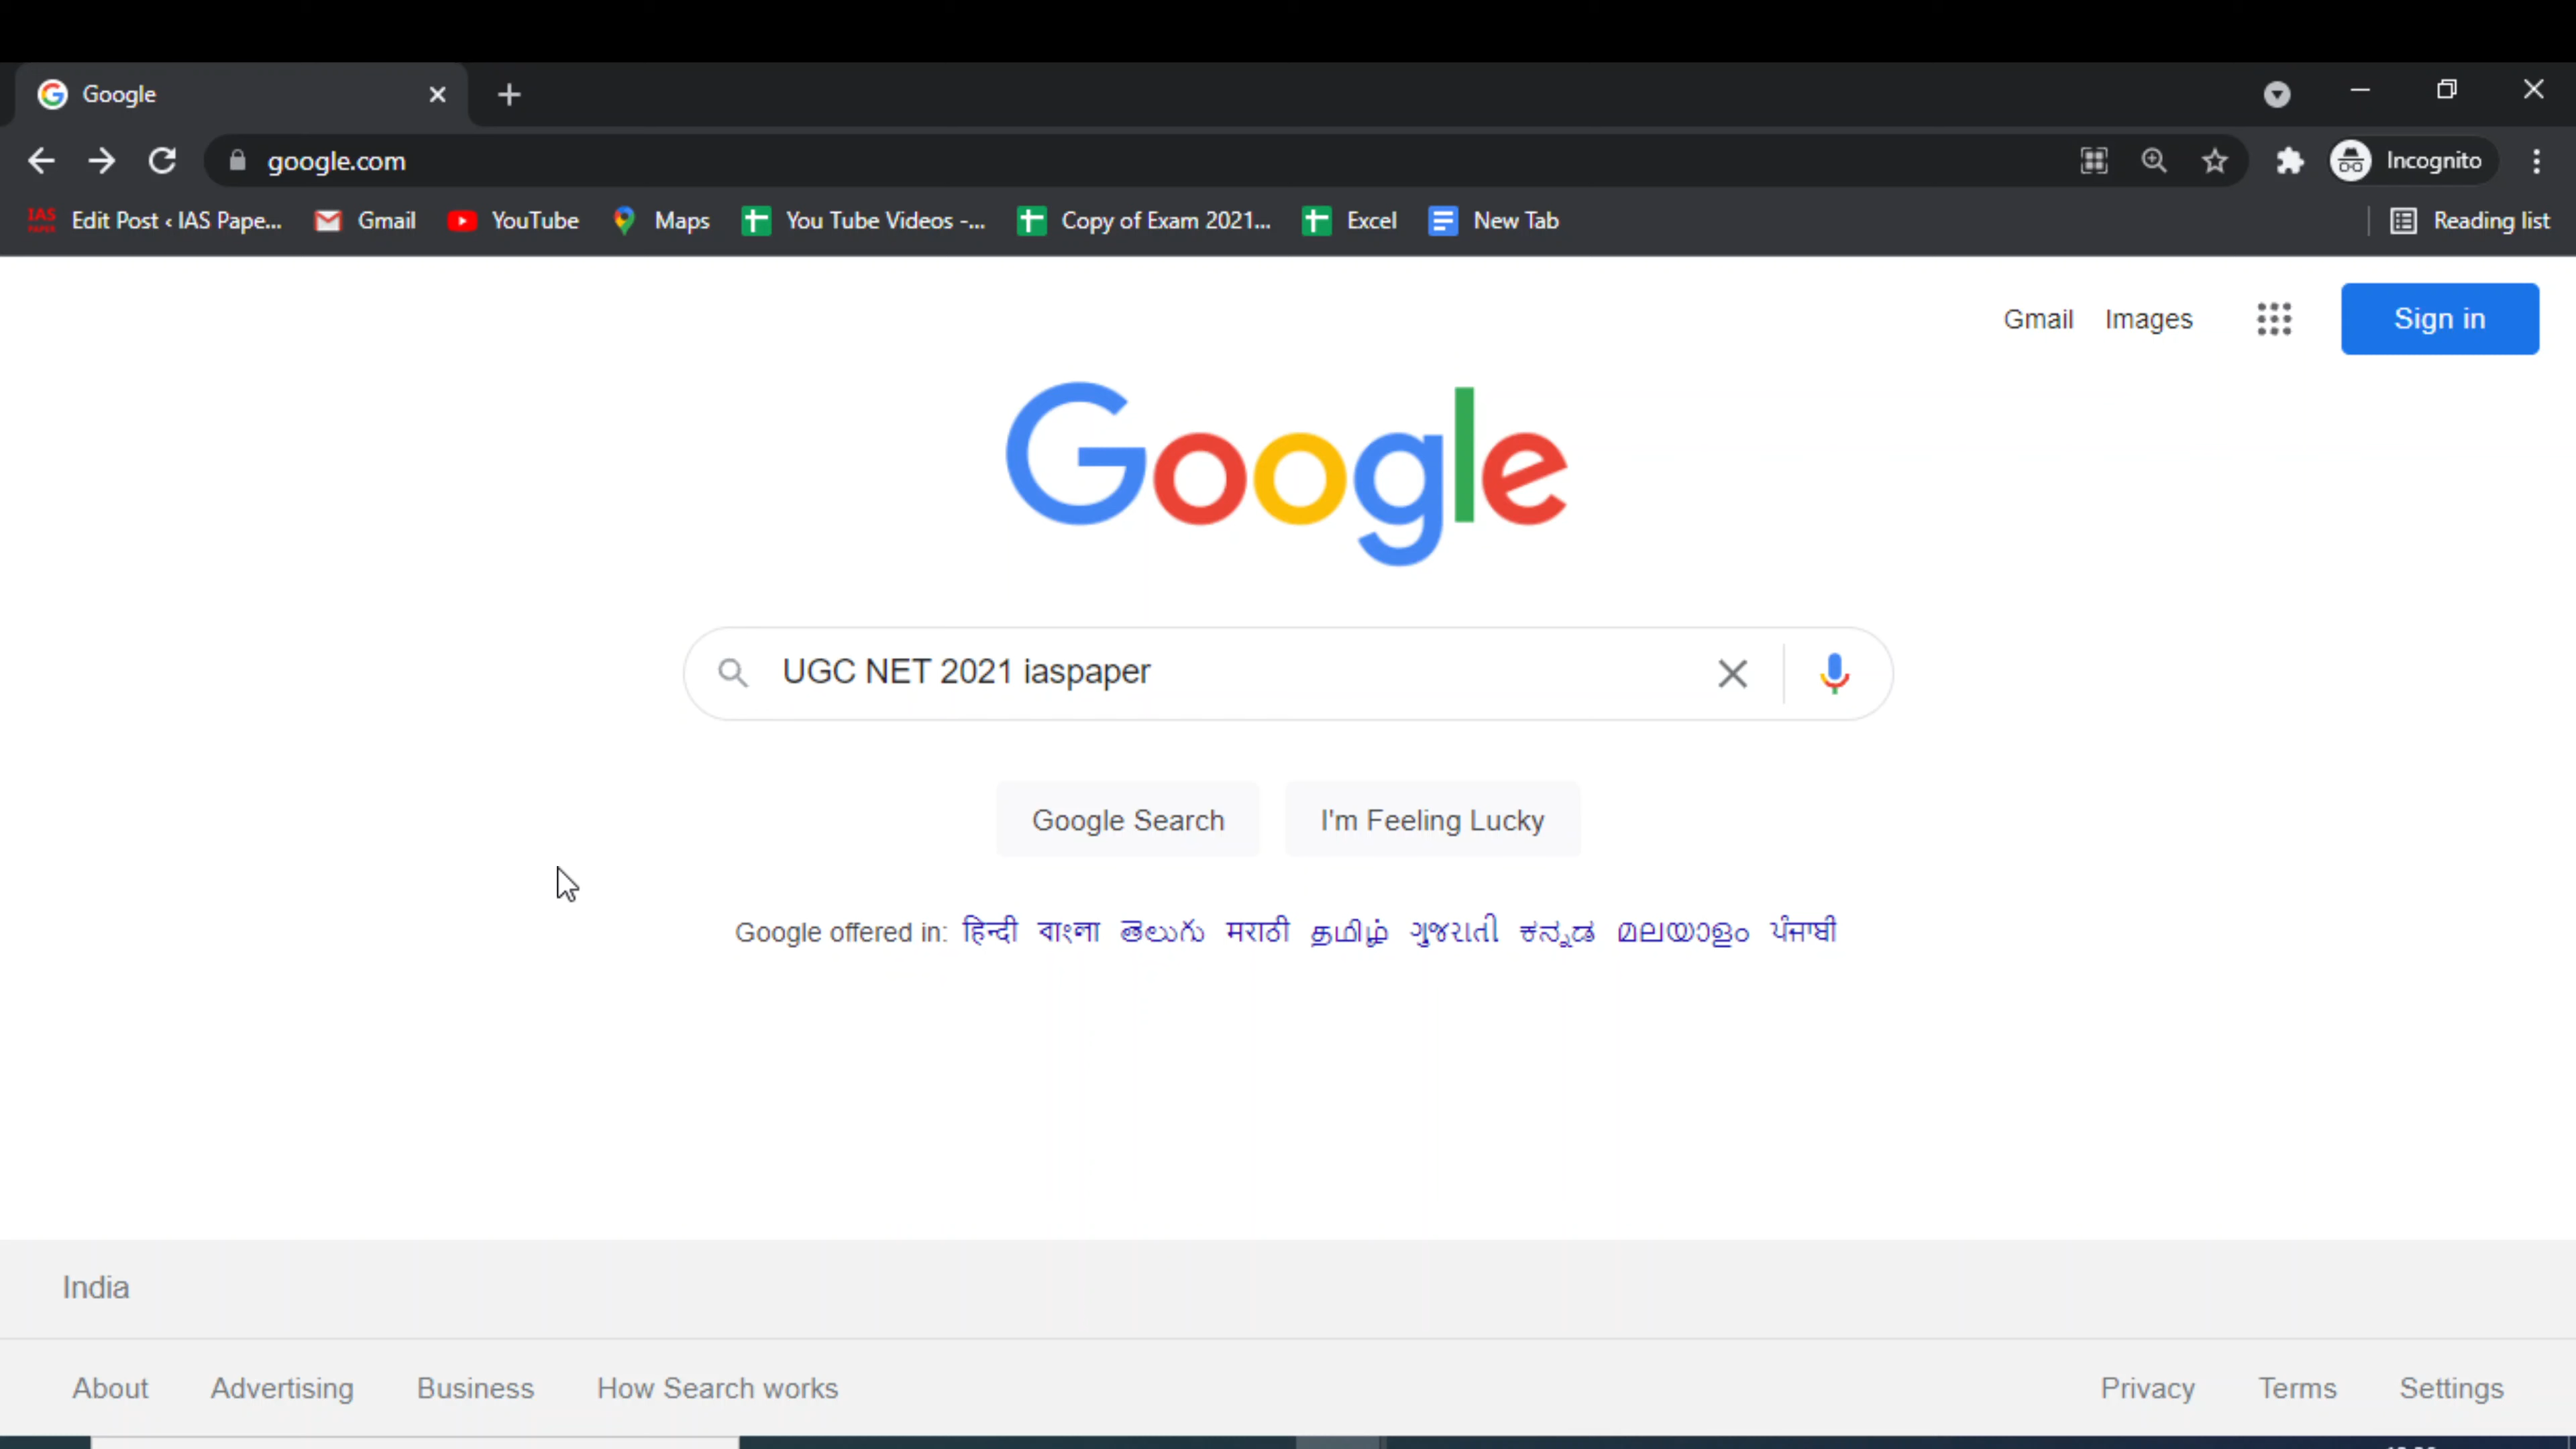 Google
google.com
Incognito
IAS PAPER Edit Post ‹ IAS Pape... Gmail YouTube Maps You Tube Videos -... Copy of Exam 2021... Excel New Tab Reading list
Gmail Images Sign in
Google
UGC NET 2021 iaspaper
Google Search I'm Feeling Lucky
Google offered in: हिन्दी বাংলা తెలుగు मराठी தமிழ் ગુજરાતી ಕನ್ನಡ മലയാളം ਪੰਜਾਬੀ
India
About Advertising Business How Search works Privacy Terms Settings